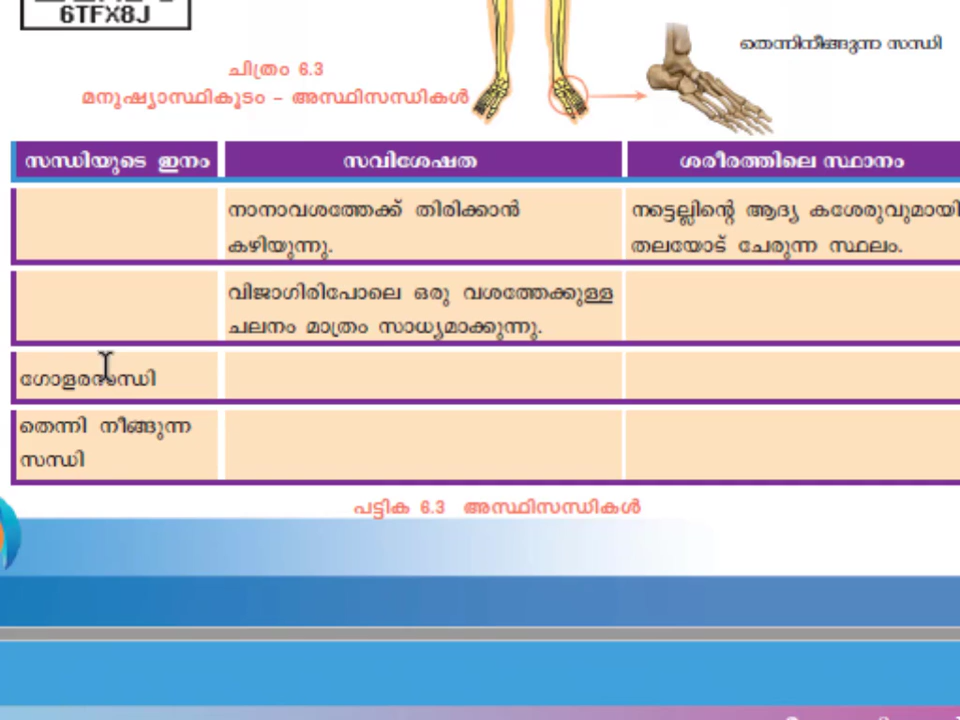 6TFX8J
തെന്നിനീങ്ങുന്ന സന്ധി
ചിത്രം 6.3
മനുഷ്യാസ്ഥികൂടം - അസ്ഥിസന്ധികൾ
സന്ധിയുടെ ഇനം സവിശേഷത ശരീരത്തിലെ സ്ഥാനം
നാനാവശത്തേക്ക് തിരിക്കാൻ നട്ടെല്ലിന്റെ ആദ്യ കശേരുവുമായി
കഴിയുന്നു. തലയോട് ചേരുന്ന സ്ഥലം.
വിജാഗിരിപോലെ ഒരു വശത്തേക്കുള്ള
ചലനം മാത്രം സാധ്യമാക്കുന്നു.
ഗോളരസന്ധി
തെന്നി നീങ്ങുന്ന
സന്ധി
പട്ടിക 6.3 അസ്ഥിസന്ധികൾ